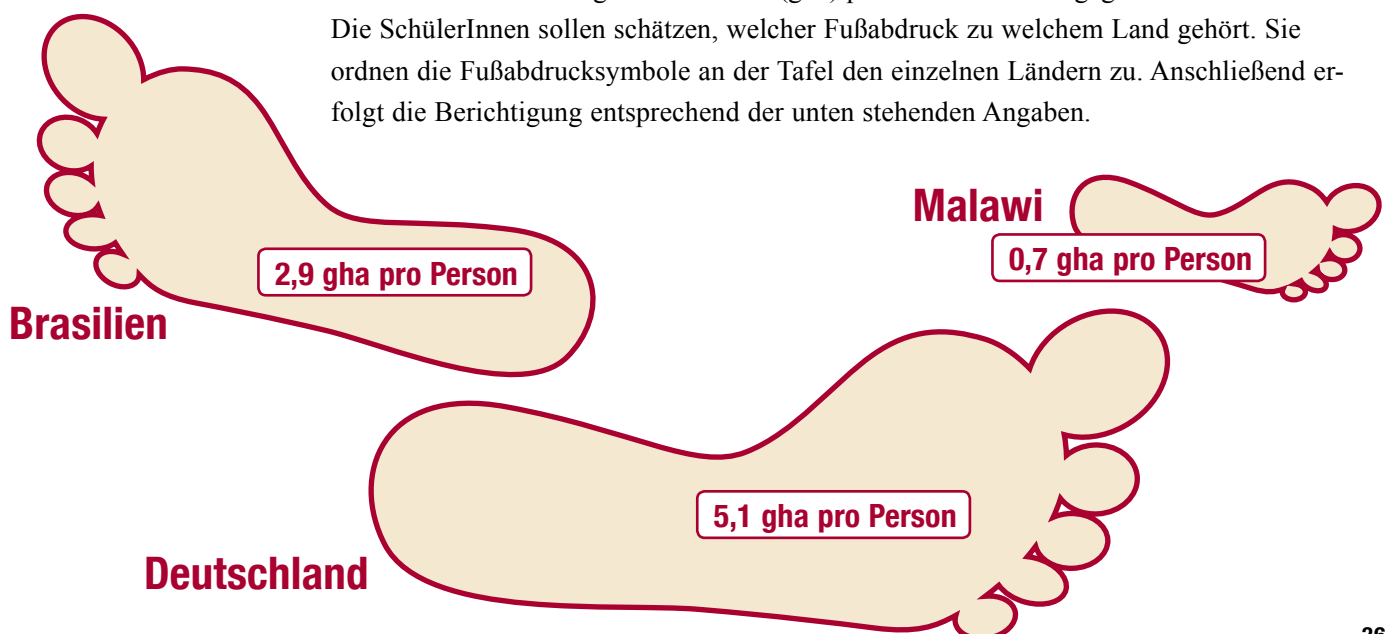 Die SchülerInnen sollen schätzen, welcher Fußabdruck zu welchem Land gehört. Sie
ordnen die Fußabdrucksymbole an der Tafel den einzelnen Ländern zu. Anschließend er-
folgt die Berichtigung entsprechend der unten stehenden Angaben.
Malawi
0,7 gha pro Person
2,9 gha pro Person
Brasilien
5,1 gha pro Person
Deutschland